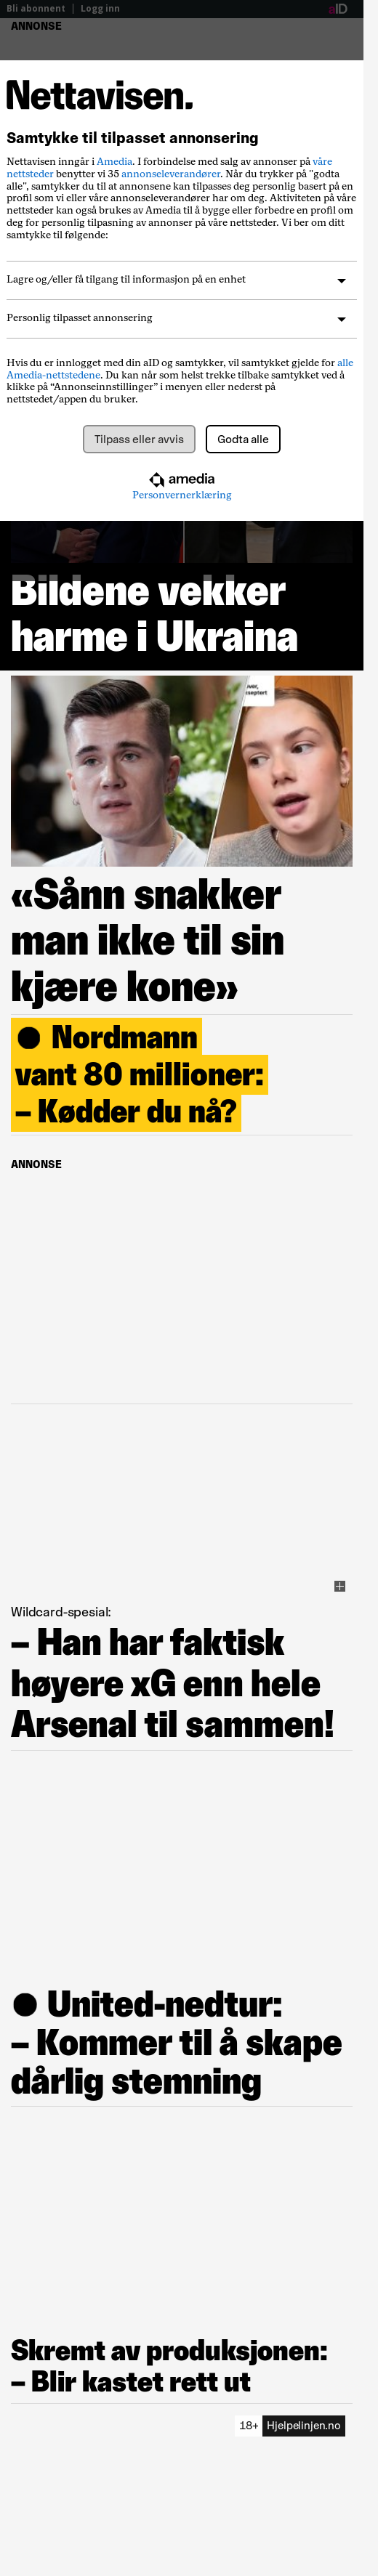 Bli abonnent | Logg inn
aID
ANNONSE
Nettavisen.
Samtykke til tilpasset annonsering
Nettavisen inngår i Amedia. I forbindelse med salg av annonser på våre
nettsteder benytter vi 35 annonseleverandører. Når du trykker på "godta
alle", samtykker du til at annonsene kan tilpasses deg personlig basert på en
profil som vi eller våre annonseleverandører har om deg. Aktiviteten på våre
nettsteder kan også brukes av Amedia til å bygge eller forbedre en profil om
deg for personlig tilpasning av annonser på våre nettsteder. Vi ber om ditt
samtykke til følgende:
Lagre og/eller få tilgang til informasjon på en enhet
Personlig tilpasset annonsering
Hvis du er innlogget med din aID og samtykker, vil samtykket gjelde for alle
Amedia-nettstedene. Du kan når som helst trekke tilbake samtykket ved å
klikke på “Annonseinnstillinger” i menyen eller nederst på
nettstedet/appen du bruker.
Tilpass eller avvis
Godta alle
amedia
Personvernerklæring
Bildene vekker
harme i Ukraina
«Sånn snakker
man ikke til sin
kjære kone»
● Nordmann
vant 80 millioner:
– Kødder du nå?
ANNONSE
Wildcard-spesial:
– Han har faktisk
høyere xG enn hele
Arsenal til sammen!
● United-nedtur:
– Kommer til å skape
dårlig stemning
Skremt av produksjonen:
– Blir kastet rett ut
18+ Hjelpelinjen.no